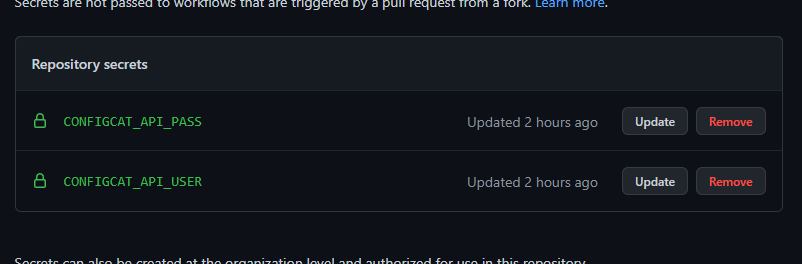 Secrets are not passed to workflows that are triggered by a pull request from a fork. Learn more.
Repository secrets
CONFIGCAT_API_PASS Updated 2 hours ago Update Remove
CONFIGCAT_API_USER Updated 2 hours ago Update Remove
Secrets can also be created at the organization level and authorized for use in this repository.